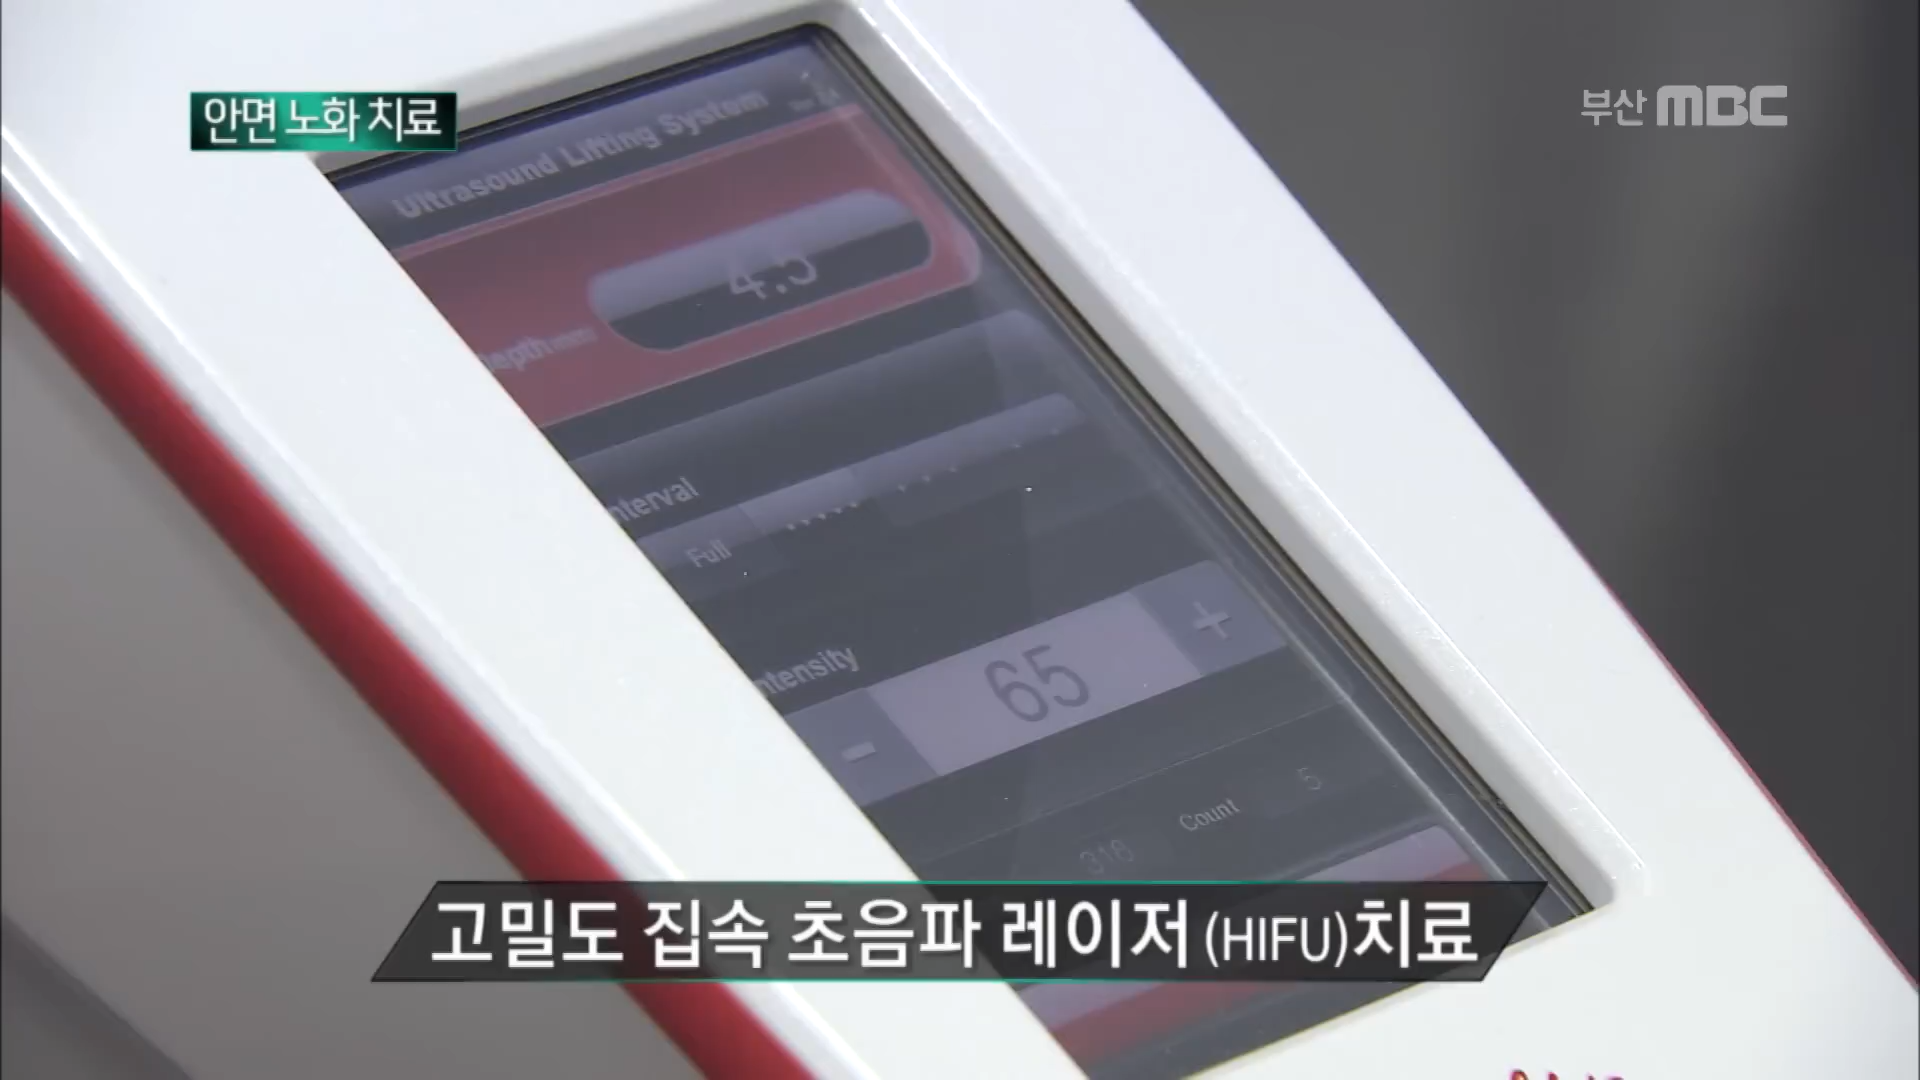 안면 노화 치료
부산 MBC
Ultrasound Lifting System
4.5
Interval
Full
Intensity
- 65 +
Count 5
316
고밀도 집속 초음파 레이저 (HIFU)치료